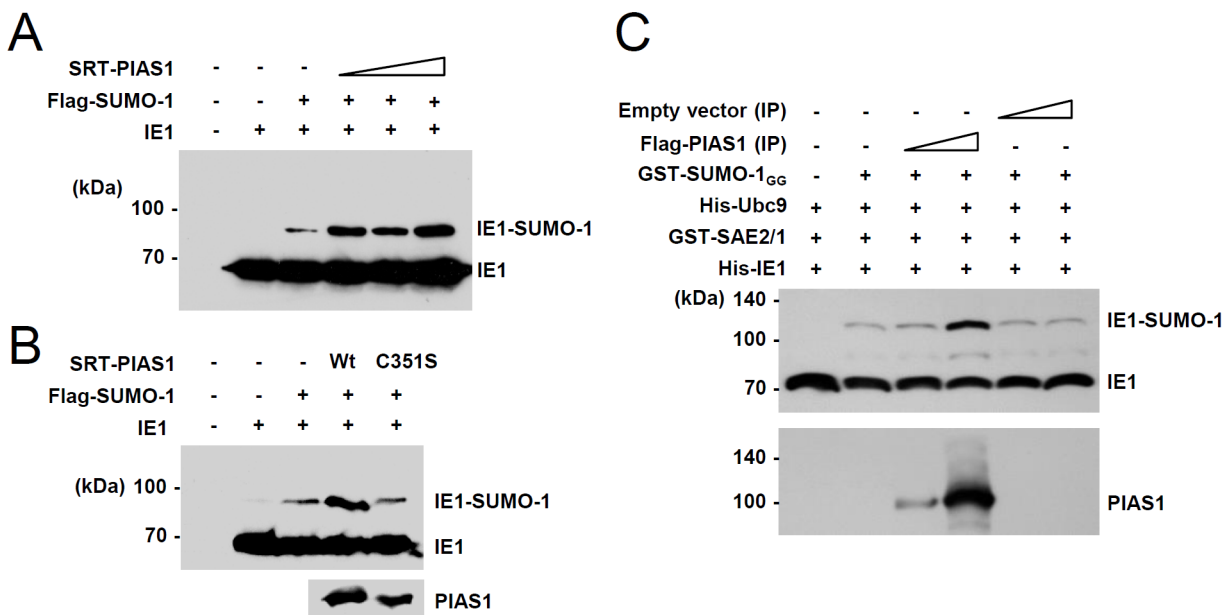 A
SRT-PIAS1 - - -
Flag-SUMO-1 - - + + + +
IE1 - + + + + +
(kDa)
100 -
70 -
IE1-SUMO-1
IE1
B
SRT-PIAS1 - - - Wt C351S
Flag-SUMO-1 - - + + +
IE1 - + + + +
(kDa) 100 -
70 -
IE1-SUMO-1
IE1
PIAS1
C
Empty vector (IP) - - - -
Flag-PIAS1 (IP) - - - -
GST-SUMO-1GG - + + + + +
His-Ubc9 + + + + + +
GST-SAE2/1 + + + + + +
His-IE1 + + + + + +
(kDa) 140 -
100 -
70 -
IE1-SUMO-1
IE1
140 -
100 -
PIAS1